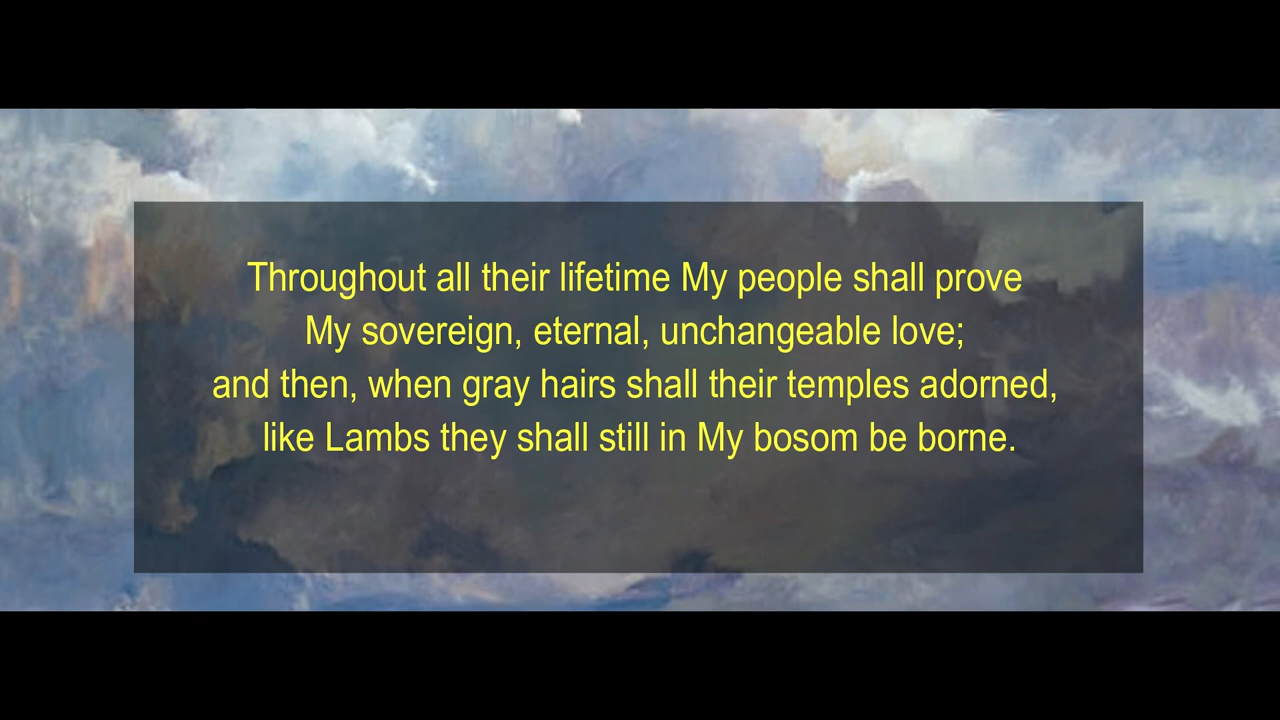 Throughout all their lifetime My people shall prove
My sovereign, eternal, unchangeable love;
and then, when gray hairs shall their temples adorned,
like Lambs they shall still in My bosom be borne.